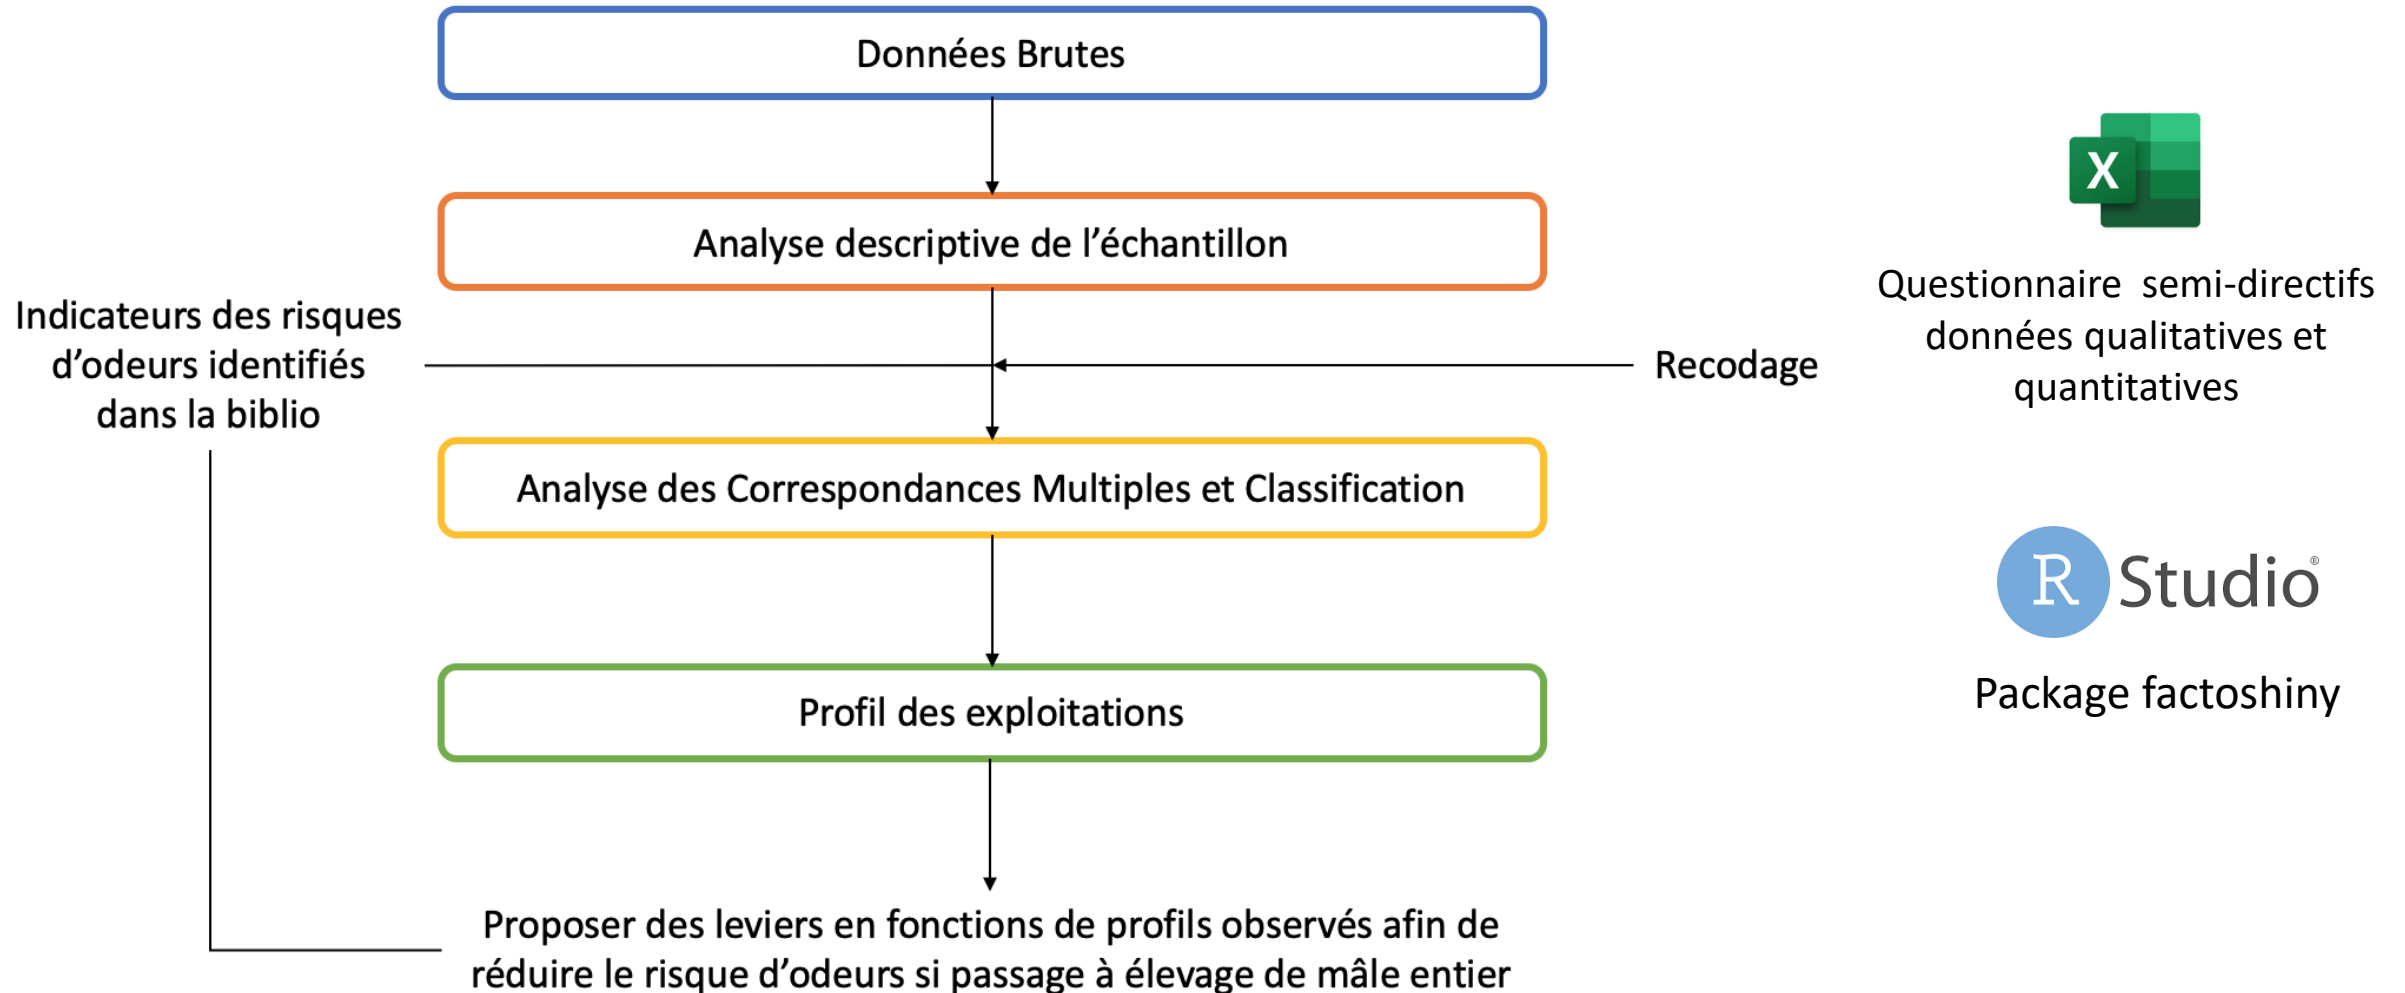 Données Brutes
Analyse descriptive de l'échantillon
Indicateurs des risques
d'odeurs identifiés
dans la biblio
Recodage
Analyse des Correspondances Multiples et Classification
Profil des exploitations
Proposer des leviers en fonctions de profils observés afin de
réduire le risque d'odeurs si passage à élevage de mâle entier
X
Questionnaire semi-directifs
données qualitatives et
quantitatives
R Studio®
Package factoshiny